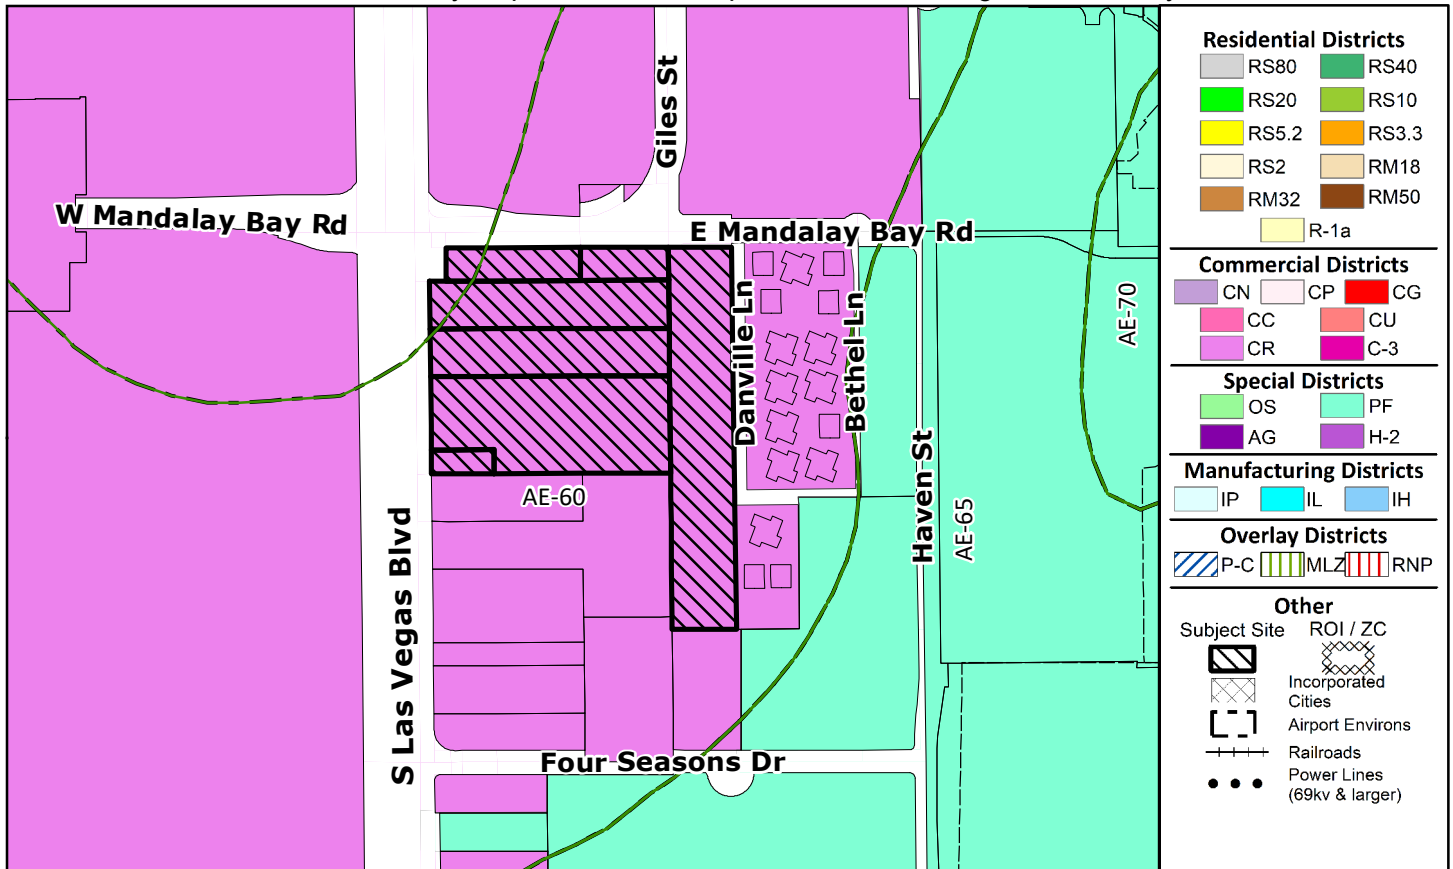 Giles St
W Mandalay Bay Rd
E Mandalay Bay Rd
Danville Ln
Bethel Ln
AE-70
Haven St
AE-65
AE-60
S Las Vegas Blvd
Four Seasons Dr
Residential Districts
RS80 RS40
RS20 RS10
RS5.2 RS3.3
RS2 RM18
RM32 RM50
R-1a
Commercial Districts
CN CP CG
CC CU
CR C-3
Special Districts
OS PF
AG H-2
Manufacturing Districts
IP IL IH
Overlay Districts
P-C MLZ RNP
Other
Subject Site ROI / ZC
Incorporated
Cities
Airport Environs
Railroads
Power Lines
(69kv & larger)